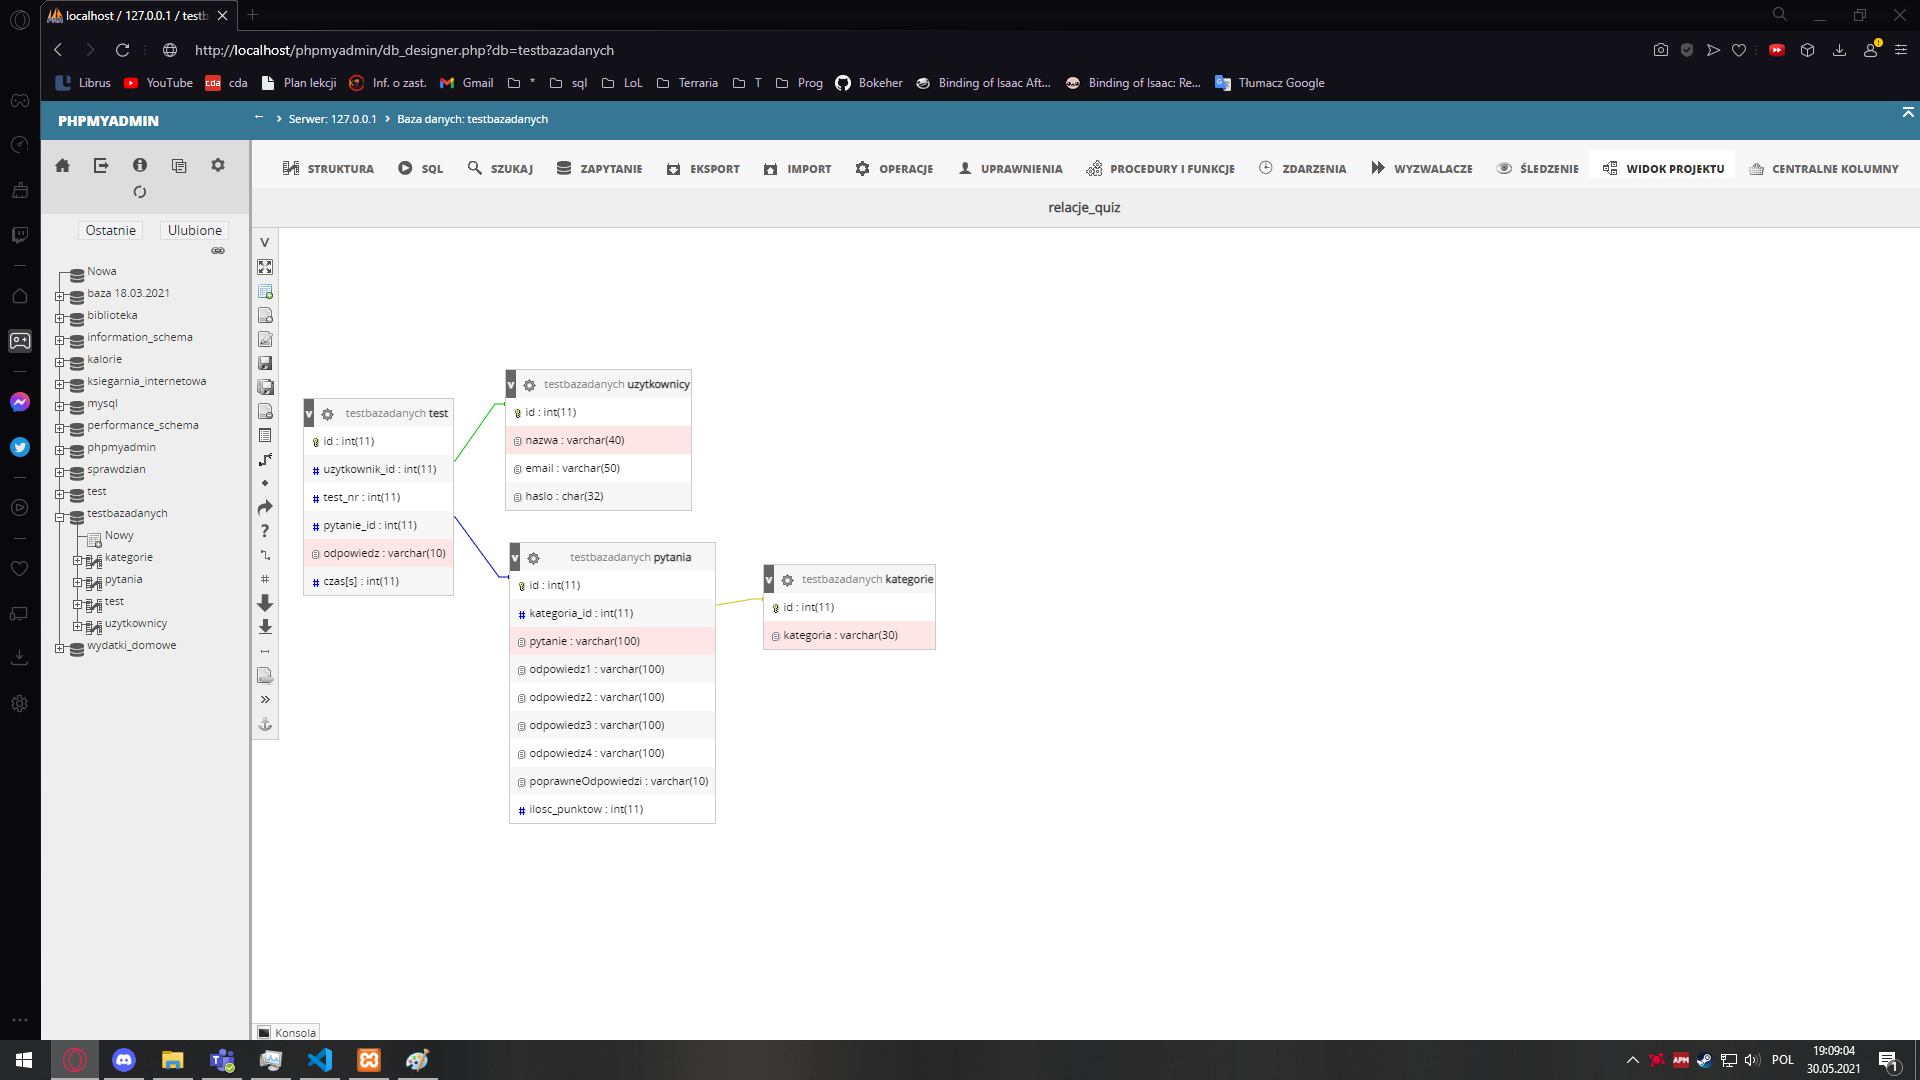 localhost / 127.0.0.1 / testb
http://localhost/phpmyadmin/db_designer.php?db=testbazadanych
Librus YouTube cda cda Plan lekcji Inf. o zast. Gmail * sql LoL Terraria T Prog Bokeher Binding of Isaac Aft... Binding of Isaac: Re... Tłumacz Google
PHPMYADMIN
Serwer: 127.0.0.1 Baza danych: testbazadanych
STRUKTURA SQL SZUKAJ ZAPYTANIE EKSPORT IMPORT OPERACJE UPRAWNIENIA PROCEDURY I FUNKCJE ZDARZENIA WYZWALACZE ŚLEDZENIE WIDOK PROJEKTU CENTRALNE KOLUMNY
relacje_quiz
Ostatnie Ulubione
Nowa
baza 18.03.2021
biblioteka
information_schema
kalorie
ksiegarnia_internetowa
mysql
performance_schema
phpmyadmin
sprawdzian
test
testbazadanych
Nowy
kategorie
pytania
test
uzytkownicy
wydatki_domowe
V
v testbazadanych test
id : int(11)
# uzytkownik_id : int(11)
# test_nr : int(11)
# pytanie_id : int(11)
odpowiedz : varchar(10)
# czas[s] : int(11)
v testbazadanych uzytkownicy
id : int(11)
nazwa : varchar(40)
email : varchar(50)
haslo : char(32)
v testbazadanych pytania
id : int(11)
# kategoria_id : int(11)
pytanie : varchar(100)
odpowiedz1 : varchar(100)
odpowiedz2 : varchar(100)
odpowiedz3 : varchar(100)
odpowiedz4 : varchar(100)
poprawneOdpowiedzi : varchar(10)
# ilosc_punktow : int(11)
v testbazadanych kategorie
id : int(11)
kategoria : varchar(30)
Konsola
APM POL
19:09:04
30.05.2021
1